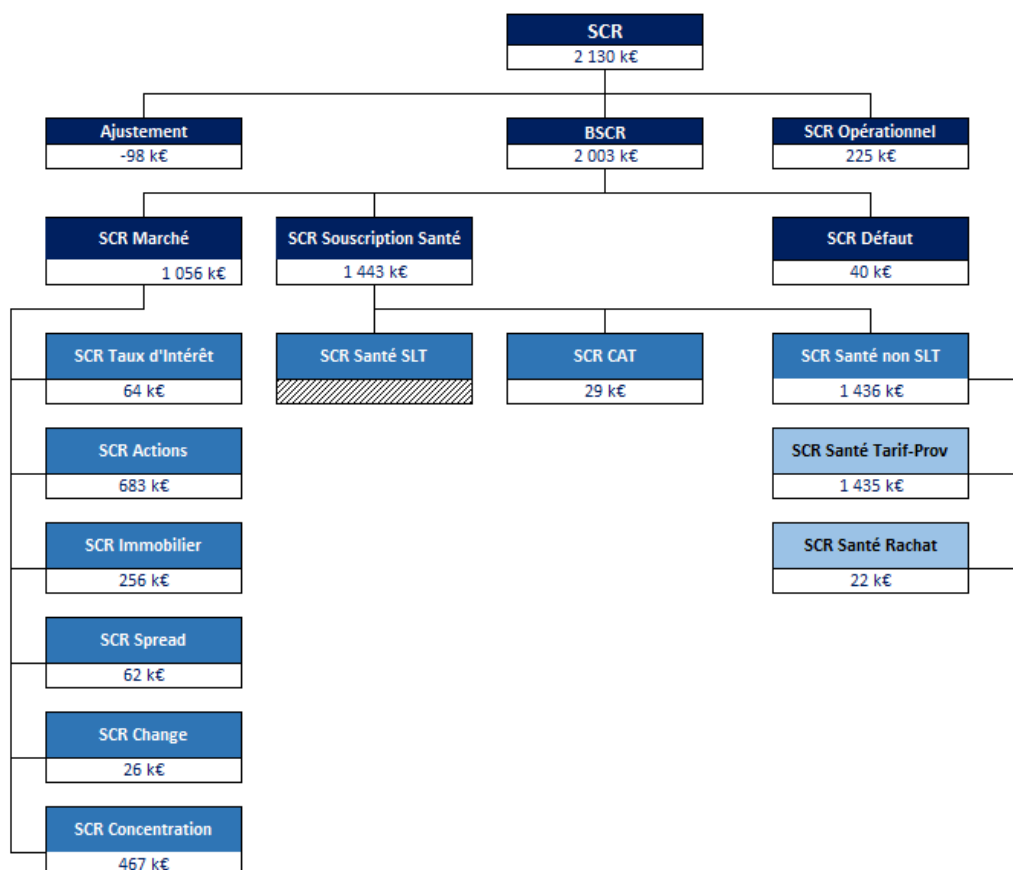 SCR
2 130 k€
Ajustement
-98 k€
BSCR
2 003 k€
SCR Opérationnel
225 k€
SCR Marché
1 056 k€
SCR Souscription Santé
1 443 k€
SCR Défaut
40 k€
SCR Taux d'Intérêt
64 k€
SCR Santé SLT
SCR CAT
29 k€
SCR Santé non SLT
1 436 k€
SCR Actions
683 k€
SCR Santé Tarif-Prov
1 435 k€
SCR Immobilier
256 k€
SCR Santé Rachat
22 k€
SCR Spread
62 k€
SCR Change
26 k€
SCR Concentration
467 k€